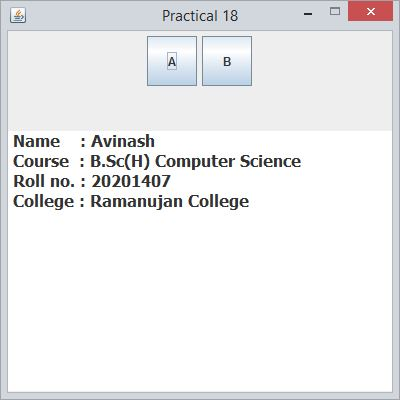 Practical 18
A B
Name : Avinash
Course : B.Sc(H) Computer Science
Roll no. : 20201407
College : Ramanujan College